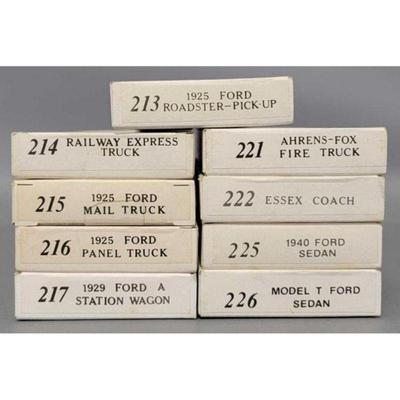 213 1925 FORD
ROADSTER-PICK-UP
214 RAILWAY EXPRESS
TRUCK
215 1925 FORD
MAIL TRUCK
216 1925 FORD
PANEL TRUCK
217 1929 FORD A
STATION WAGON
221 AHRENS-FOX
FIRE TRUCK
222 ESSEX COACH
225 1940 FORD
SEDAN
226 MODEL T FORD
SEDAN